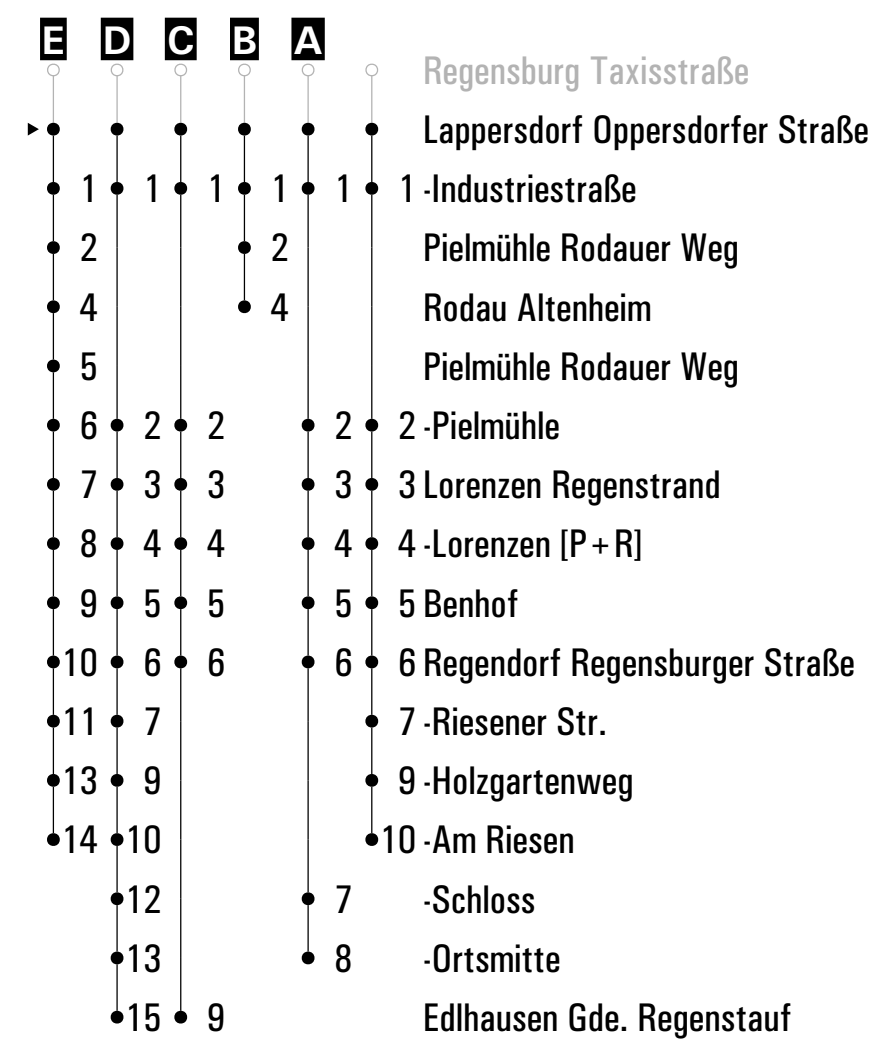 E D C B A
Regensburg Taxisstraße
Lappersdorf Oppersdorfer Straße
1 1 1 1 1 1 -Industriestraße
2 2 Pielmühle Rodauer Weg
4 4 Rodau Altenheim
5 Pielmühle Rodauer Weg
6 2 2 2 2 -Pielmühle
7 3 3 3 3 Lorenzen Regenstrand
8 4 4 4 4 -Lorenzen [P+R]
9 5 5 5 5 Benhof
10 6 6 6 6 Regendorf Regensburger Straße
11 7 7 -Riesener Str.
13 9 9 -Holzgartenweg
14 10 10 -Am Riesen
12 7 -Schloss
13 8 -Ortsmitte
15 9 Edlhausen Gde. Regenstauf